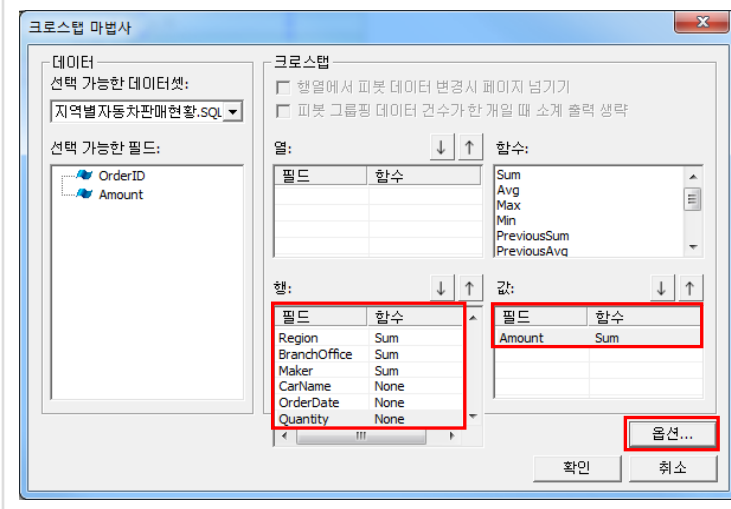 크로스탭 마법사
데이터
선택 가능한 데이터셋:
지역별자동차판매현황.SQL
선택 가능한 필드:
OrderID
Amount
크로스탭
행열에서 피봇 데이터 변경시 페이지 넘기기
피봇 그룹핑 데이터 건수가 한 개일 때 소계 출력 생략
열:
필드 함수
함수:
Sum
Avg
Max
Min
PreviousSum
PreviousAvg
행:
필드 함수
Region Sum
BranchOffice Sum
Maker Sum
CarName None
OrderDate None
Quantity None
값:
필드 함수
Amount Sum
옵션...
확인 취소